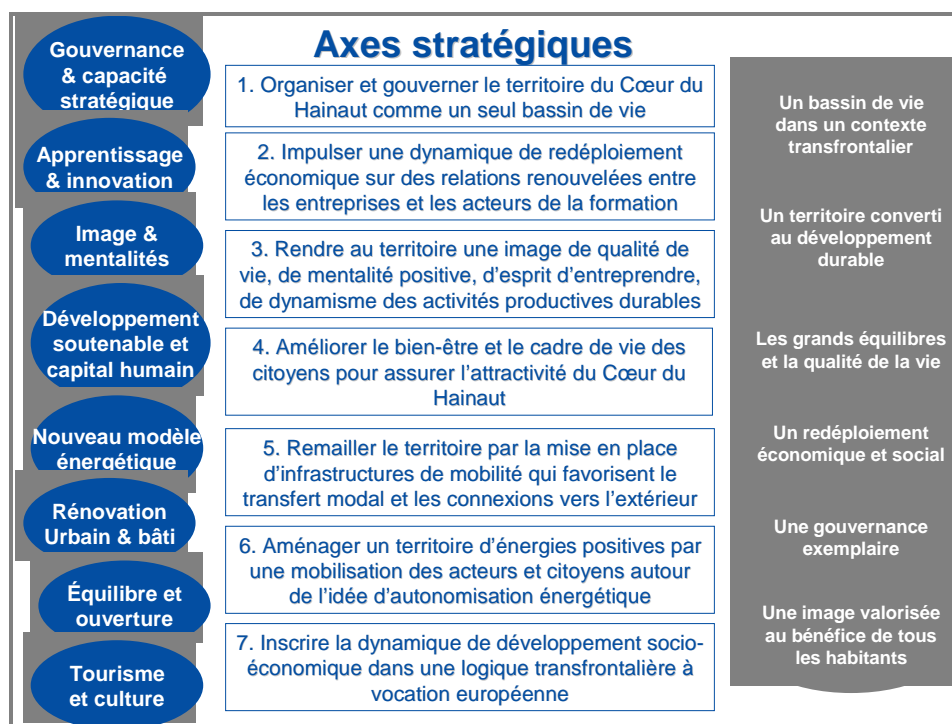 Axes stratégiques
Gouvernance
& capacité
stratégique
Apprentissage
& innovation
Image &
mentalités
Développement
soutenable et
capital humain
Nouveau modèle
énergétique
Rénovation
Urbain & bâti
Équilibre et
ouverture
Tourisme
et culture
1. Organiser et gouverner le territoire du Cœur du
Hainaut comme un seul bassin de vie
2. Impulser une dynamique de redéploiement
économique sur des relations renouvelées entre
les entreprises et les acteurs de la formation
3. Rendre au territoire une image de qualité de
vie, de mentalité positive, d'esprit d'entreprendre,
de dynamisme des activités productives durables
4. Améliorer le bien-être et le cadre de vie des
citoyens pour assurer l'attractivité du Cœur du
Hainaut
5. Remailler le territoire par la mise en place
d'infrastructures de mobilité qui favorisent le
transfert modal et les connexions vers l'extérieur
6. Aménager un territoire d'énergies positives par
une mobilisation des acteurs et citoyens autour
de l'idée d'autonomisation énergétique
7. Inscrire la dynamique de développement socio-
économique dans une logique transfrontalière à
vocation européenne
Un bassin de vie
dans un contexte
transfrontalier
Un territoire converti
au développement
durable
Les grands équilibres
et la qualité de la vie
Un redéploiement
économique et social
Une gouvernance
exemplaire
Une image valorisée
au bénéfice de tous
les habitants